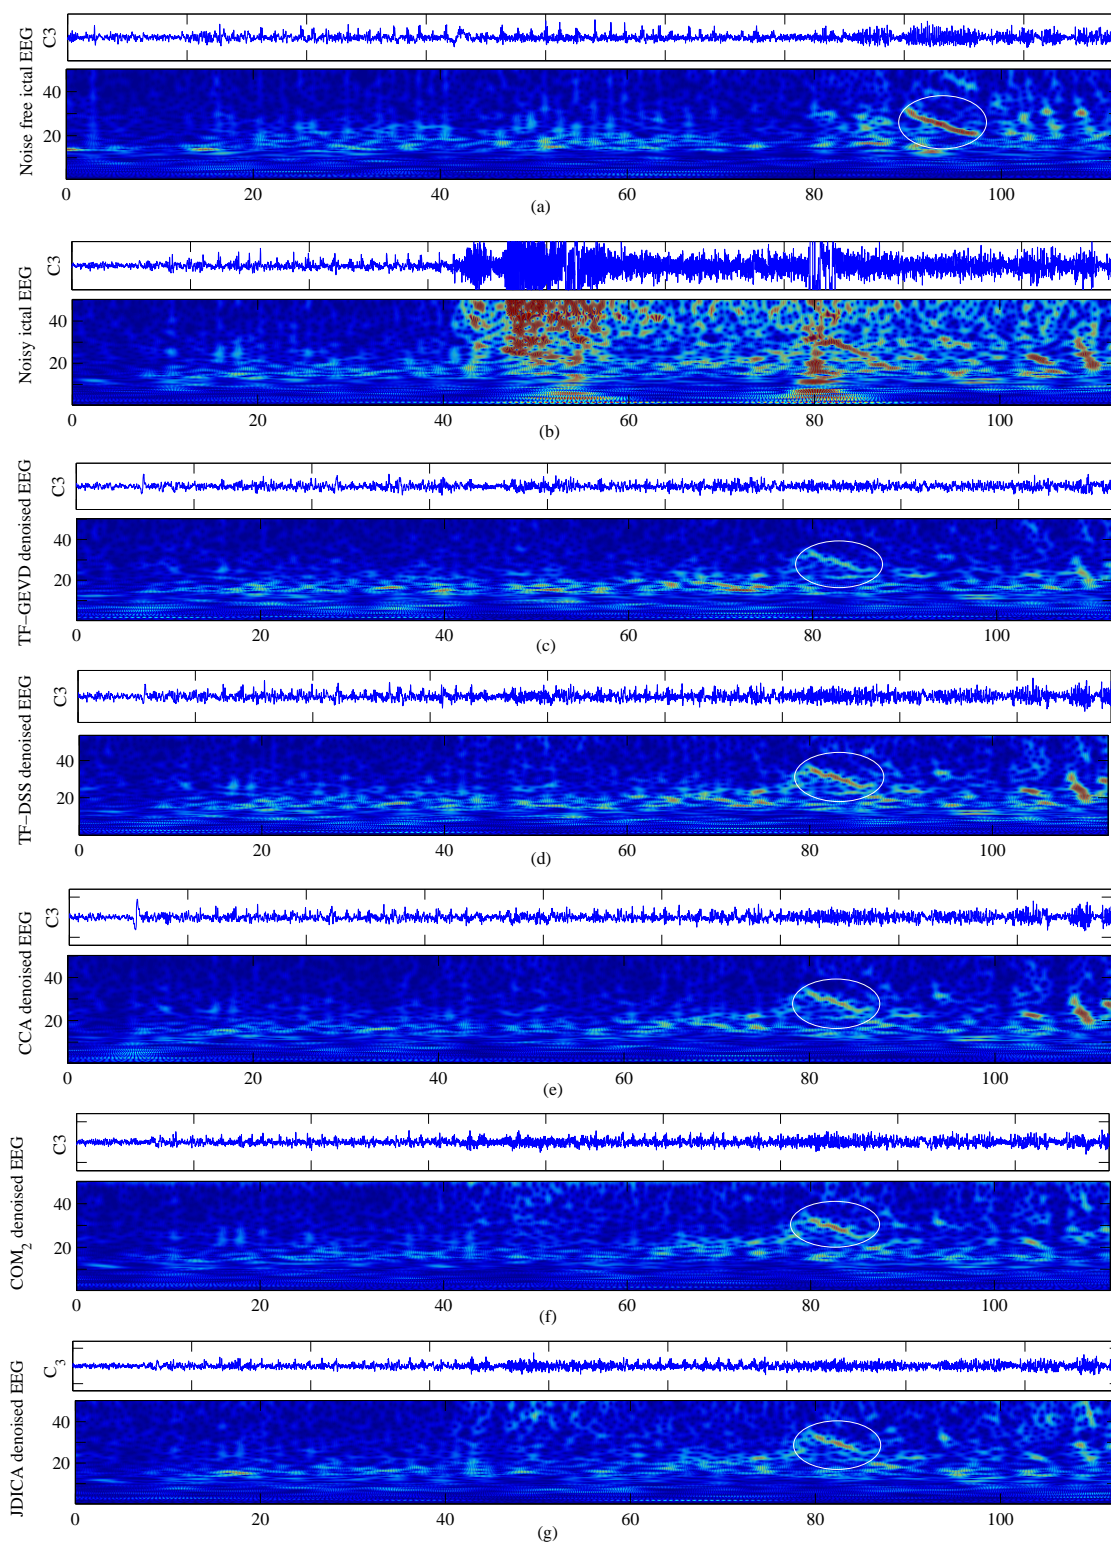 Noise free ictal EEG
C3
40
20
0 20 40 60 80 100
(a)
Noisy ictal EEG
C3
40
20
0 20 40 60 80 100
(b)
TF−GEVD denoised EEG
C3
40
20
0 20 40 60 80 100
(c)
TF−DSS denoised EEG
C3
40
20
0 20 40 60 80 100
(d)
CCA denoised EEG
C3
40
20
0 20 40 60 80 100
(e)
COM2 denoised EEG
C3
40
20
0 20 40 60 80 100
(f)
JDICA denoised EEG
C3
40
20
0 20 40 60 80 100
(g)